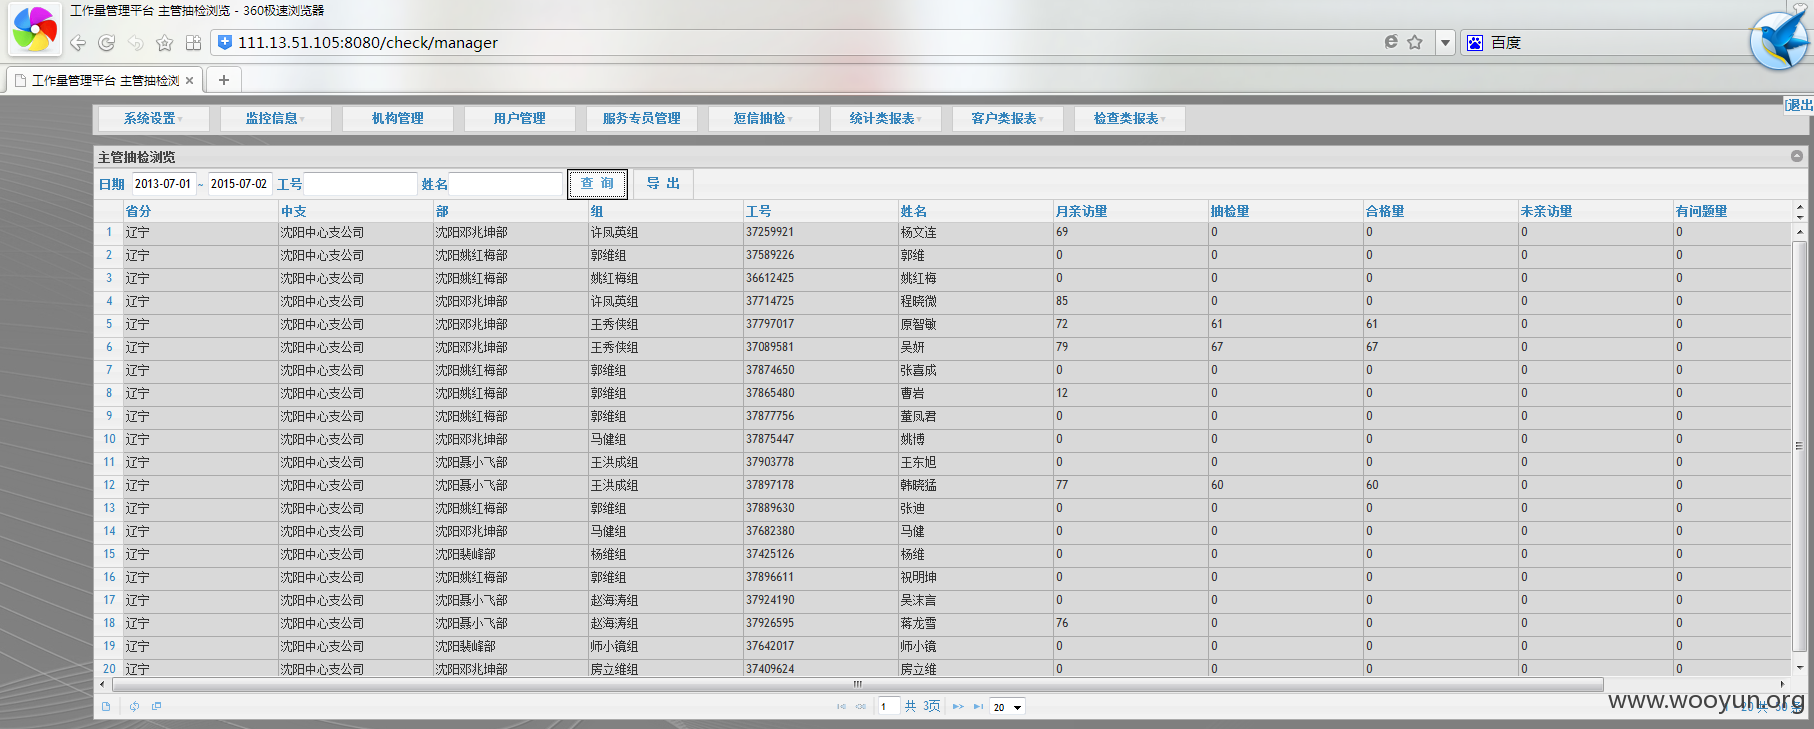 工作量管理平台 主管抽检浏览 - 360极速浏览器
111.13.51.105:8080/check/manager
百度
工作量管理平台 主管抽检浏
[退出
系统设置 监控信息 机构管理 用户管理 服务专员管理 短信抽检 统计类报表 客户类报表 检查类报表
主管抽检浏览
日期 2013-07-01 ~ 2015-07-02 工号 姓名 查 询 导 出
省分 中支 部 组 工号 姓名 月亲访量 抽检量 合格量 未亲访量 有问题量
1 辽宁 沈阳中心支公司 沈阳邓兆坤部 许凤英组 37259921 杨文连 69 0 0 0 0
2 辽宁 沈阳中心支公司 沈阳姚红梅部 郭维组 37589226 郭维 0 0 0 0 0
3 辽宁 沈阳中心支公司 沈阳姚红梅部 姚红梅组 36612425 姚红梅 0 0 0 0 0
4 辽宁 沈阳中心支公司 沈阳邓兆坤部 许凤英组 37714725 程晓微 85 0 0 0 0
5 辽宁 沈阳中心支公司 沈阳邓兆坤部 王秀侠组 37797017 原智敏 72 61 61 0 0
6 辽宁 沈阳中心支公司 沈阳邓兆坤部 王秀侠组 37089581 吴妍 79 67 67 0 0
7 辽宁 沈阳中心支公司 沈阳姚红梅部 郭维组 37874650 张喜成 0 0 0 0 0
8 辽宁 沈阳中心支公司 沈阳姚红梅部 郭维组 37865480 曹岩 12 0 0 0 0
9 辽宁 沈阳中心支公司 沈阳姚红梅部 郭维组 37877756 董凤君 0 0 0 0 0
10 辽宁 沈阳中心支公司 沈阳邓兆坤部 马健组 37875447 姚博 0 0 0 0 0
11 辽宁 沈阳中心支公司 沈阳聂小飞部 王洪成组 37903778 王东旭 0 0 0 0 0
12 辽宁 沈阳中心支公司 沈阳聂小飞部 王洪成组 37897178 韩晓猛 77 60 60 0 0
13 辽宁 沈阳中心支公司 沈阳姚红梅部 郭维组 37889630 张迪 0 0 0 0 0
14 辽宁 沈阳中心支公司 沈阳邓兆坤部 马健组 37682380 马健 0 0 0 0 0
15 辽宁 沈阳中心支公司 沈阳裴峰部 杨维组 37425126 杨维 0 0 0 0 0
16 辽宁 沈阳中心支公司 沈阳姚红梅部 郭维组 37896611 祝明坤 0 0 0 0 0
17 辽宁 沈阳中心支公司 沈阳聂小飞部 赵海涛组 37924190 吴沫言 0 0 0 0 0
18 辽宁 沈阳中心支公司 沈阳聂小飞部 赵海涛组 37926595 蒋龙雪 76 0 0 0 0
19 辽宁 沈阳中心支公司 沈阳裴峰部 师小镜组 37642017 师小镜 0 0 0 0 0
20 辽宁 沈阳中心支公司 沈阳邓兆坤部 房立维组 37409624 房立维 0 0 0 0 0
1 共 3页 20
www.wooyun.org